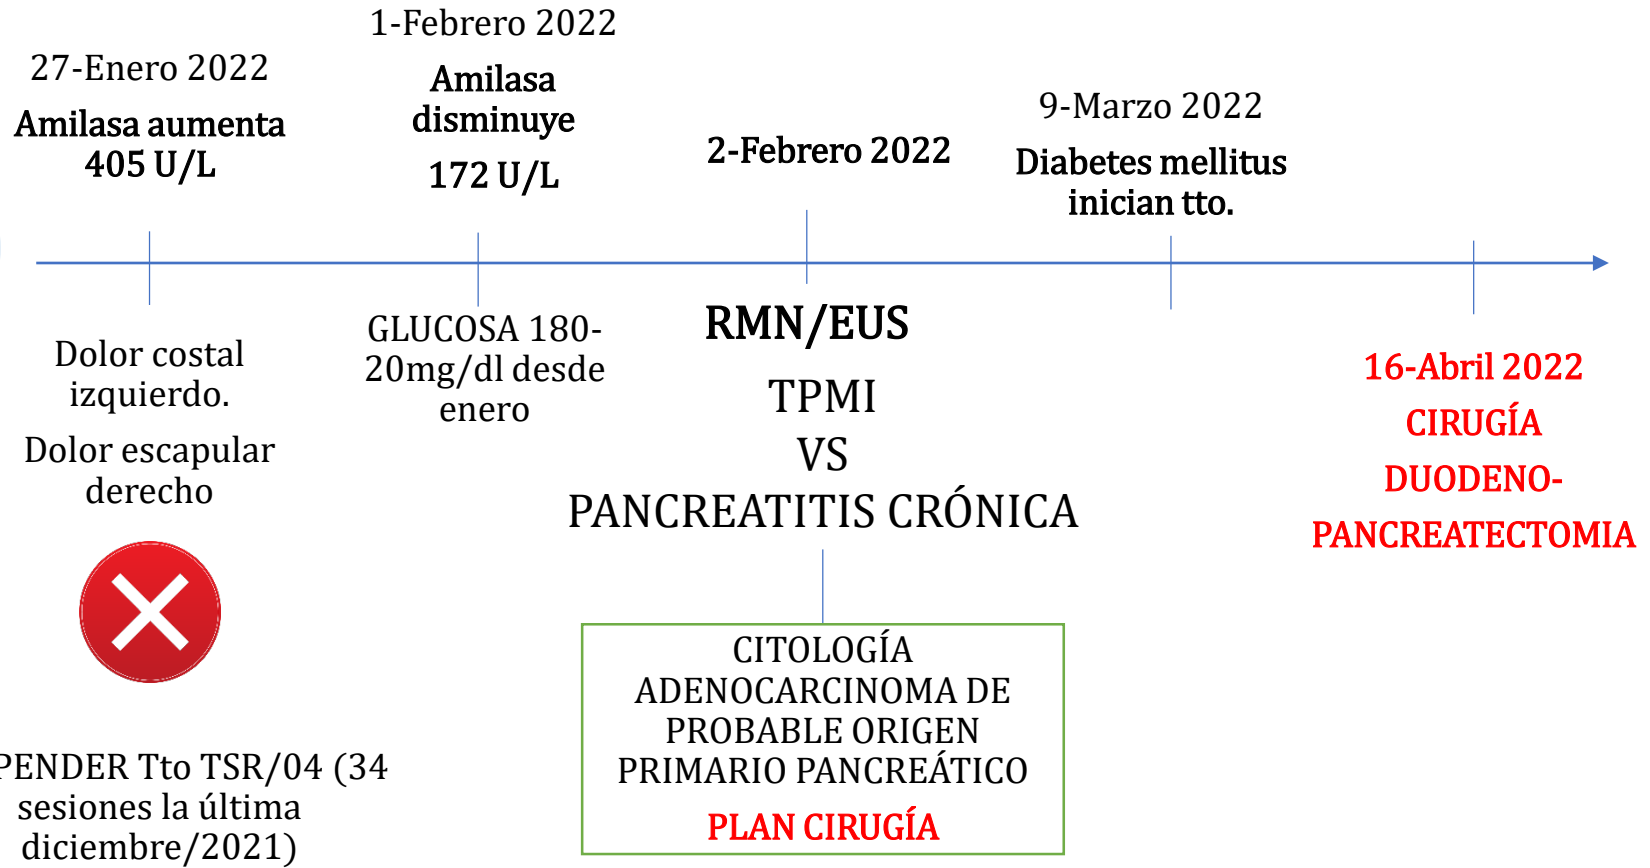 27-Enero 2022
Amilasa aumenta
405 U/L
1-Febrero 2022
Amilasa
disminuye
172 U/L
2-Febrero 2022
9-Marzo 2022
Diabetes mellitus
inician tto.
Dolor costal
izquierdo.
Dolor escapular
derecho
PENDER Tto TSR/04 (34
sesiones la última
diciembre/2021)
GLUCOSA 180-
20mg/dl desde
enero
RMN/EUS
TPMI
VS
PANCREATITIS CRÓNICA
CITOLOGÍA
ADENOCARCINOMA DE
PROBABLE ORIGEN
PRIMARIO PANCREÁTICO
PLAN CIRUGÍA
16-Abril 2022
CIRUGÍA
DUODENO-
PANCREATECTOMIA